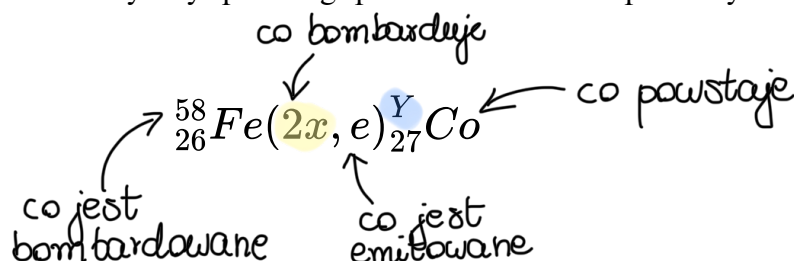 co bombarduje
co powstaje
⁵⁸₂₆Fe(2x, e)^Y₂₇Co
co jest
bombardowane
co jest
emitowane